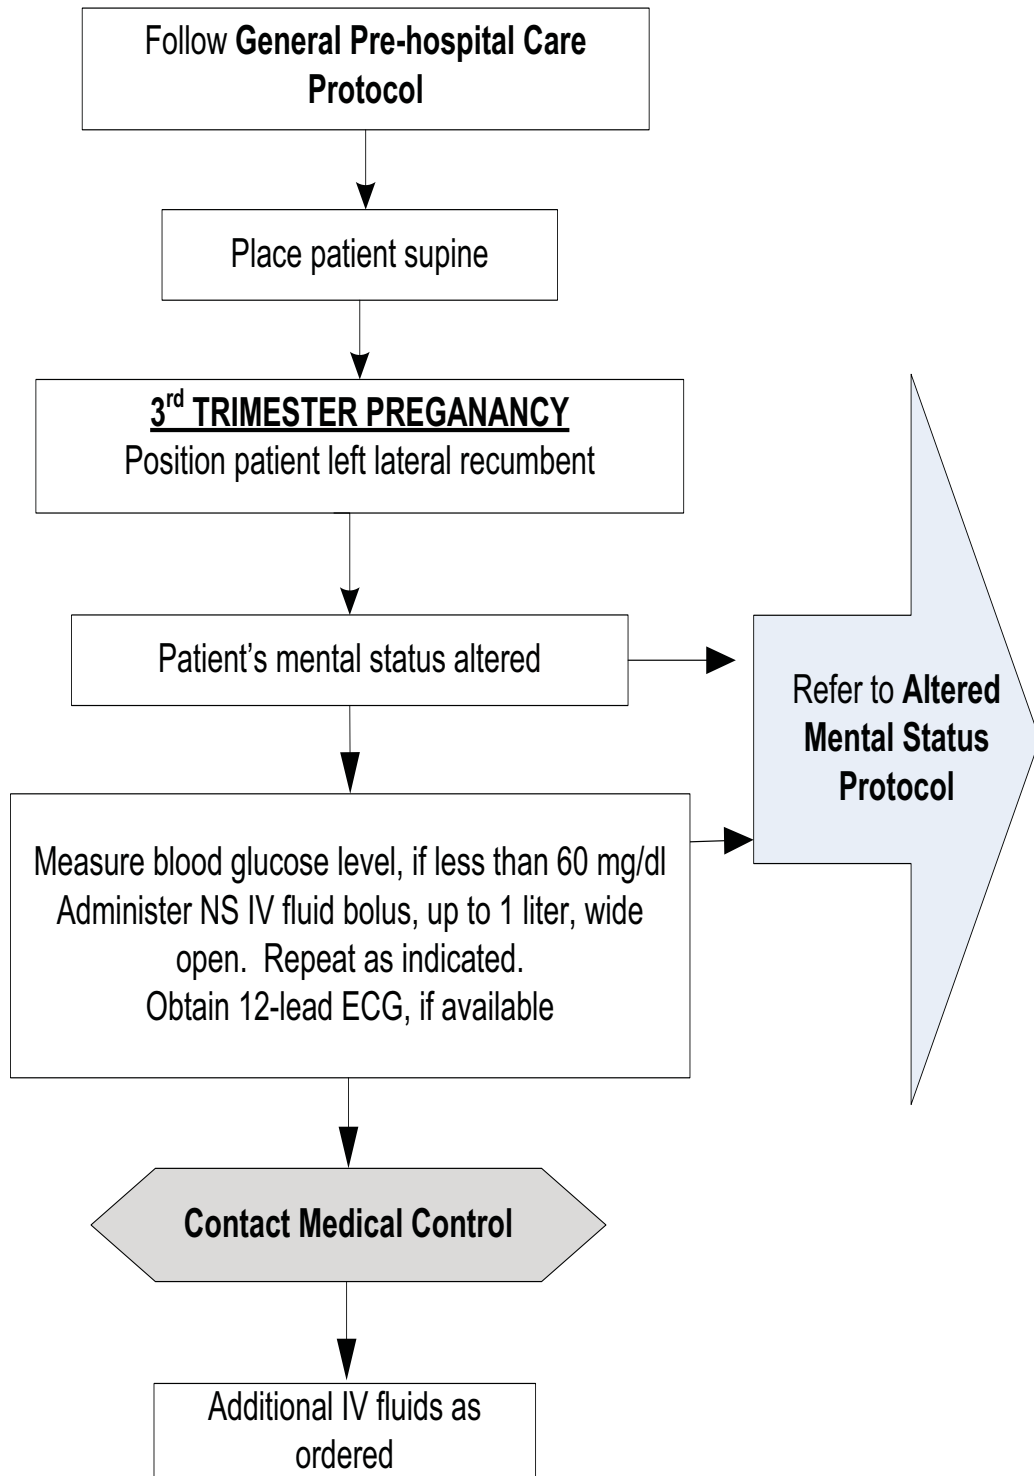 Follow General Pre-hospital Care
Protocol
Place patient supine
3rd TRIMESTER PREGANANCY
Position patient left lateral recumbent
Patient’s mental status altered
Refer to Altered
Mental Status
Protocol
Measure blood glucose level, if less than 60 mg/dl
Administer NS IV fluid bolus, up to 1 liter, wide
open.  Repeat as indicated.
Obtain 12-lead ECG, if available
Contact Medical Control
Additional IV fluids as
ordered